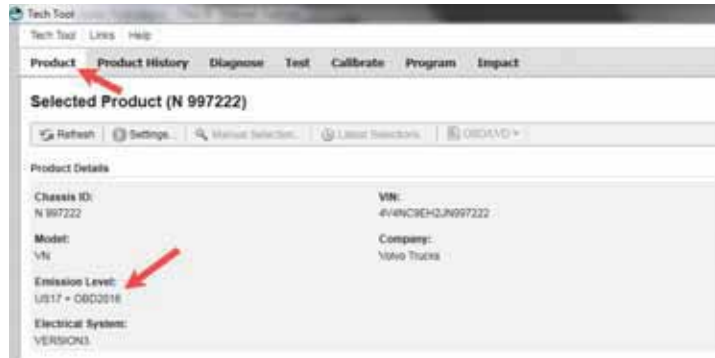 Tech Tool
Tech Tool Links Help
Product Product History Diagnose Test Calibrate Program Impact
Selected Product (N 997222)
Refresh Settings... Manual Selection... Latest Selections OBD/LVD
Product Details
Chassis ID: VIN:
N 997222 4V4NC9EH2JN997222
Model: Company:
VN Volvo Trucks
Emission Level:
US17 + OBD2016
Electrical System:
VERSION3